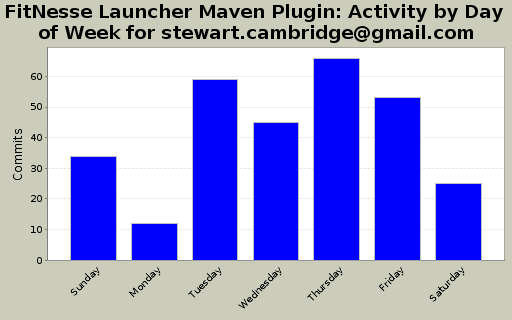 FitNesse Launcher Maven Plugin: Activity by Day
of Week for stewart.cambridge@gmail.com
Commits
60
50
40
30
20
10
0
Sunday
Monday
Tuesday
Wednesday
Thursday
Friday
Saturday